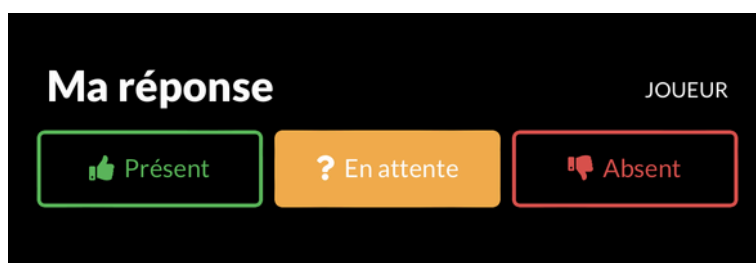 Ma réponse
JOUEUR
Présent
? En attente
Absent